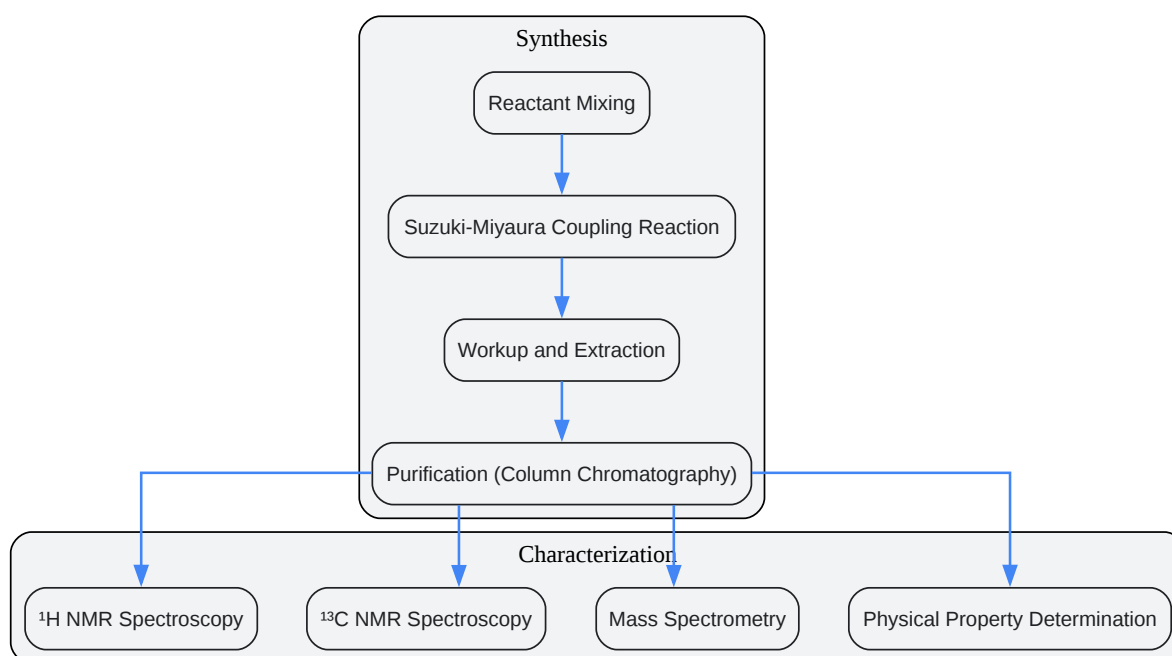 Synthesis
Reactant Mixing
Suzuki-Miyaura Coupling Reaction
Workup and Extraction
Purification (Column Chromatography)
Characterization
¹H NMR Spectroscopy
¹³C NMR Spectroscopy
Mass Spectrometry
Physical Property Determination